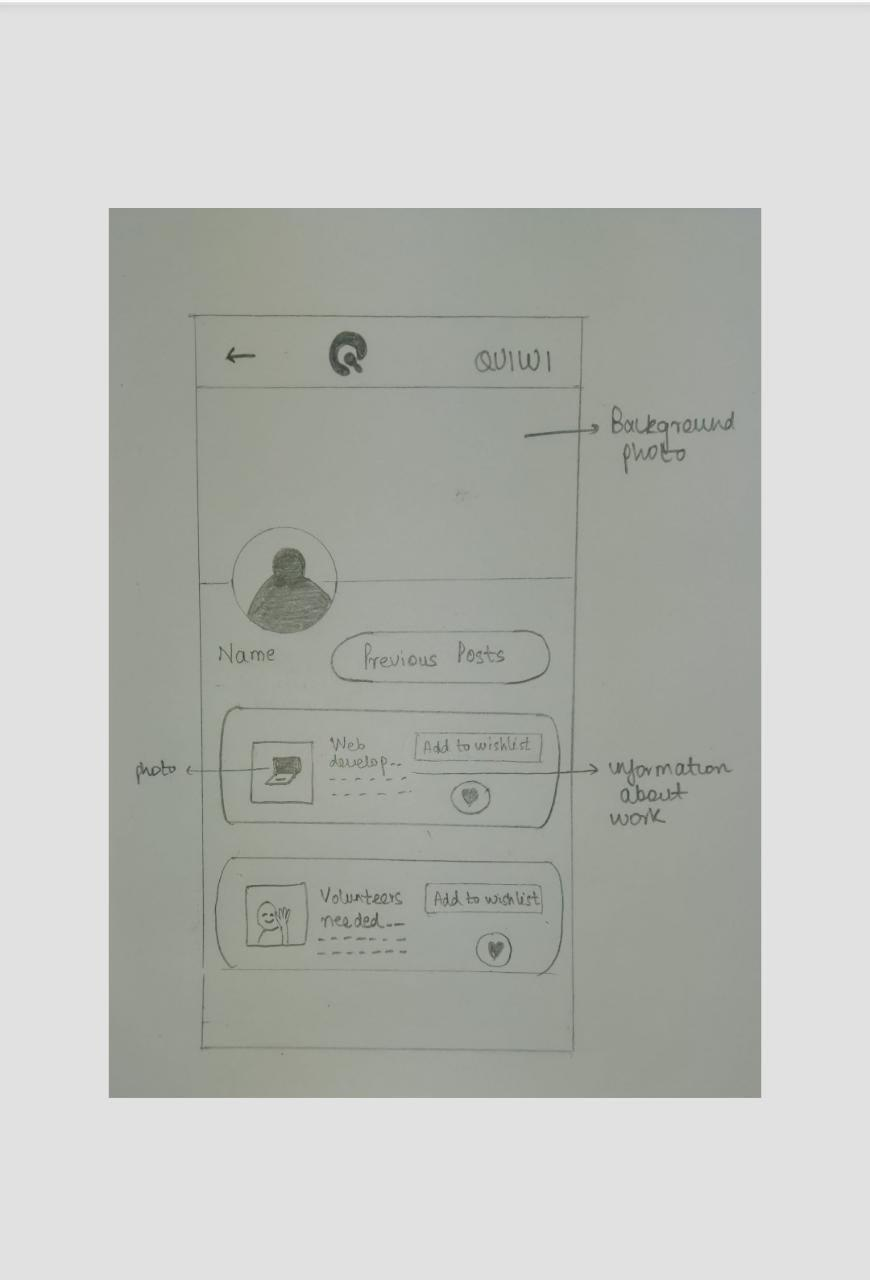 QUIWI
Background
photo
Name
Previous Posts
Web
develop..
Add to wishlist
photo
information
about
work
Volunteers
needed...
Add to wishlist